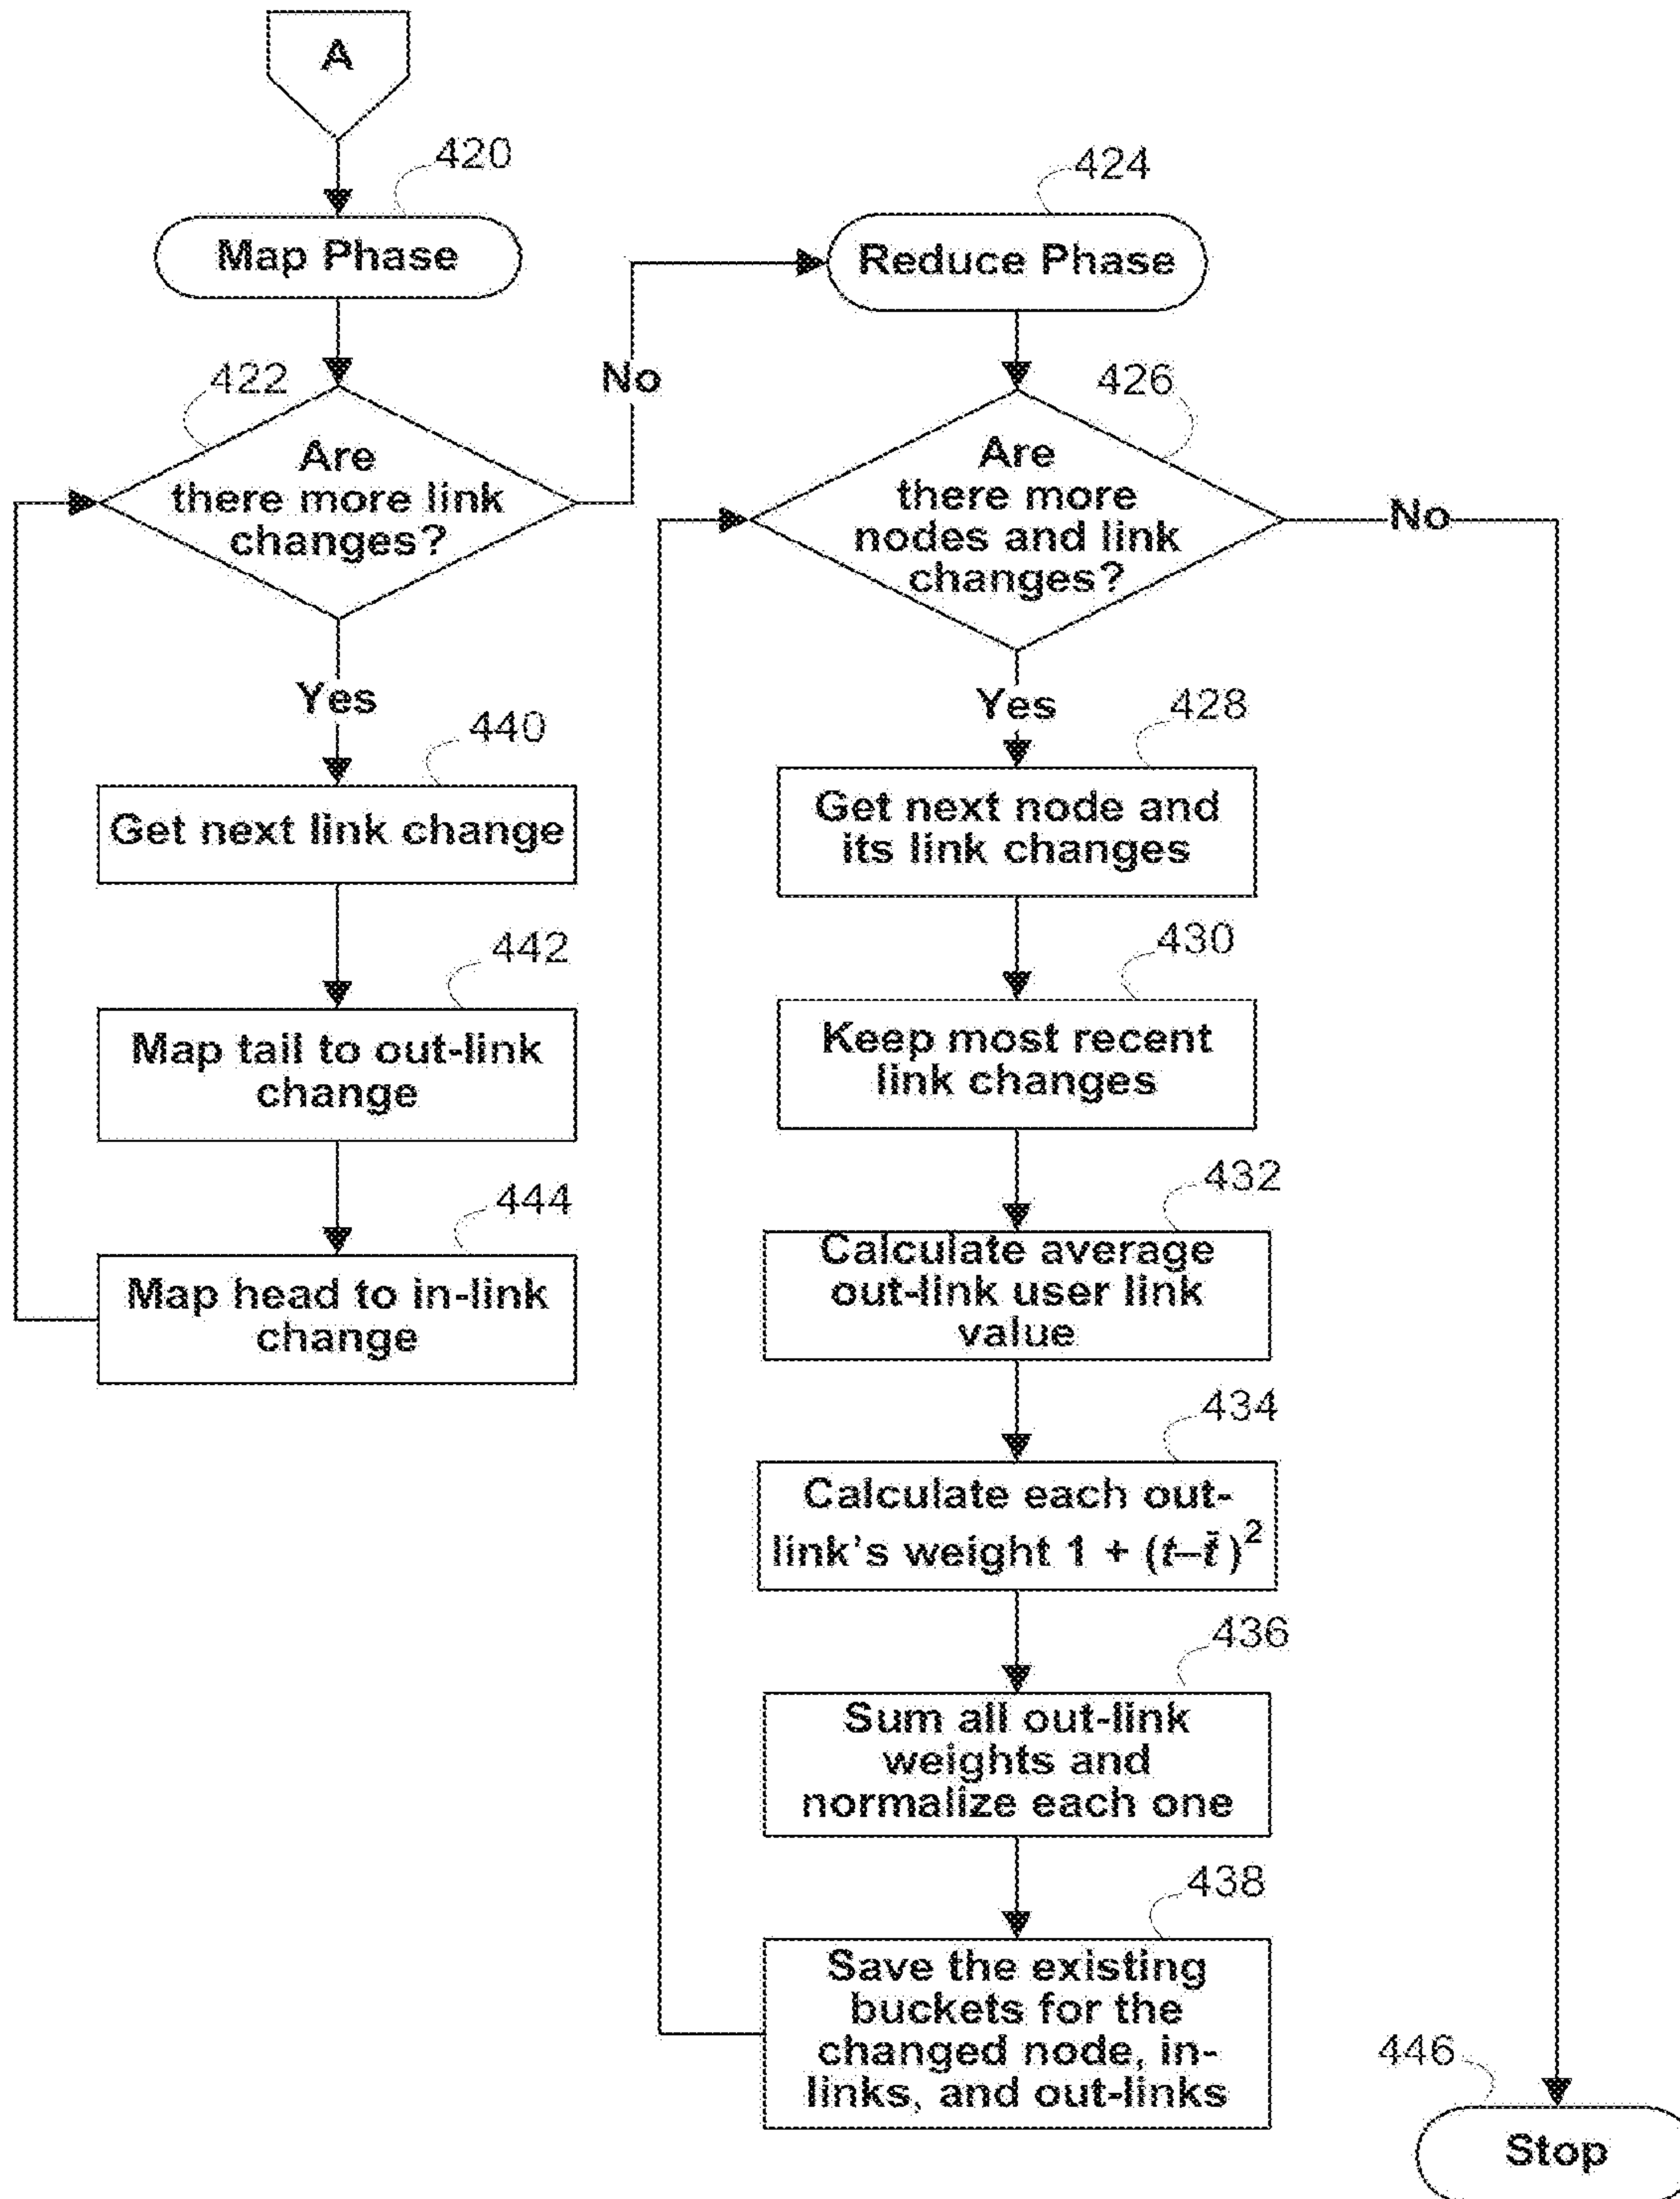 A
420
Map Phase
422
Are
there more link
changes?
No
Yes
440
Get next link change
442
Map tail to out-link
change
444
Map head to in-link
change
424
Reduce Phase
426
Are
there more
nodes and link
changes?
No
Yes
428
Get next node and
its link changes
430
Keep most recent
link changes
432
Calculate average
out-link user link
value
434
Calculate each out-
link's weight 1 + (t–t̄ )²
436
Sum all out-link
weights and
normalize each one
438
Save the existing
buckets for the
changed node, in-
links, and out-links
446
Stop